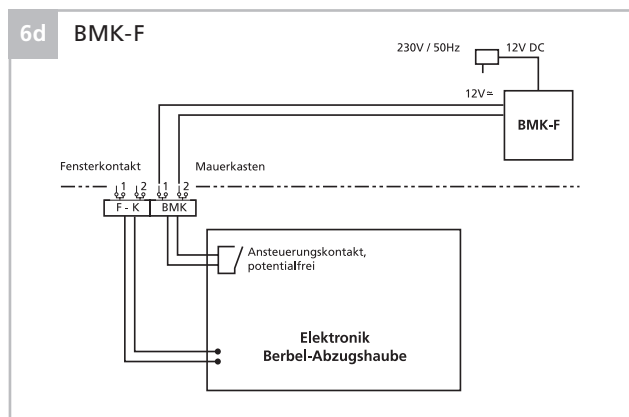 6d BMK-F
230V / 50Hz 12V DC
12V≂
BMK-F
Fensterkontakt Mauerkasten
1 2 1 2
F - K BMK
Ansteuerungskontakt,
potentialfrei
Elektronik
Berbel-Abzugshaube